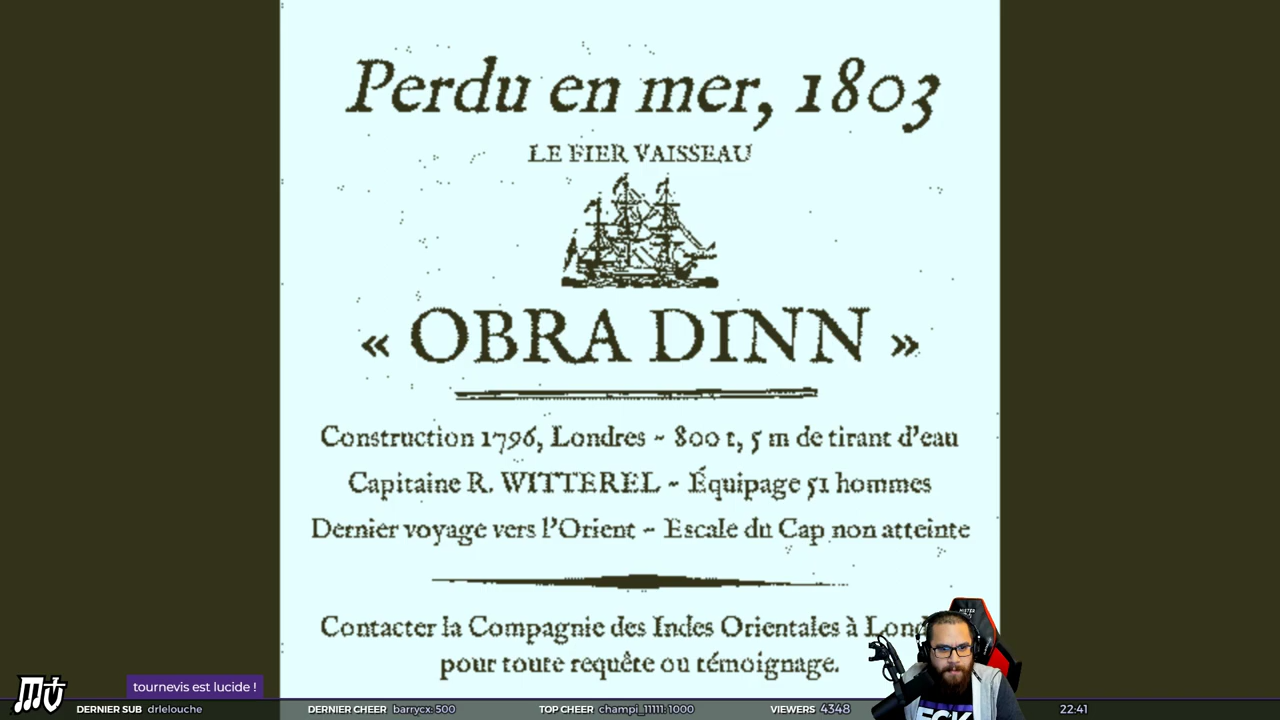 Perdu en mer, 1803
LE FIER VAISSEAU
« OBRA DINN »
Construction 1796, Londres ~ 800 t, 5 m de tirant d'eau
Capitaine R. WITTEREL ~ Équipage 51 hommes
Dernier voyage vers l'Orient ~ Escale du Cap non atteinte
Contacter la Compagnie des Indes Orientales à
pour toute requête ou témoignage.
tournevis est lucide !
DERNIER SUB drlelouche
DERNIER CHEER barrycx: 500
TOP CHEER champi_11111: 1000
VIEWERS 4348
22:41